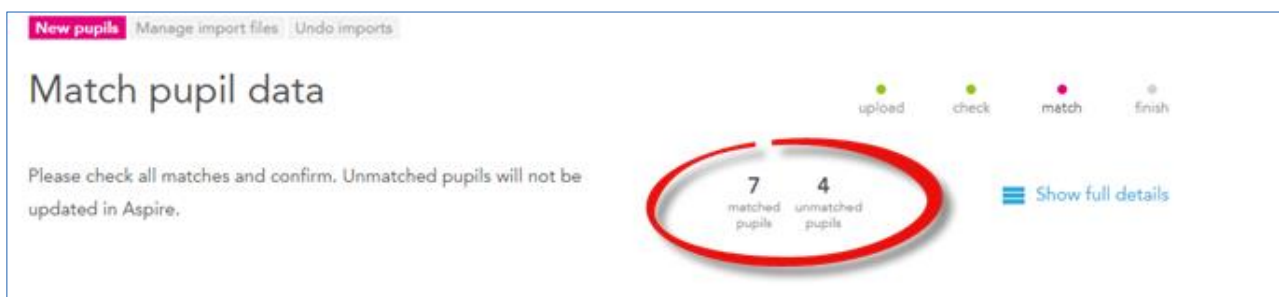 New pupils Manage import files Undo imports
Match pupil data
upload check match finish
Please check all matches and confirm. Unmatched pupils will not be
updated in Aspire.
7 4
matched unmatched
pupils pupils
Show full details